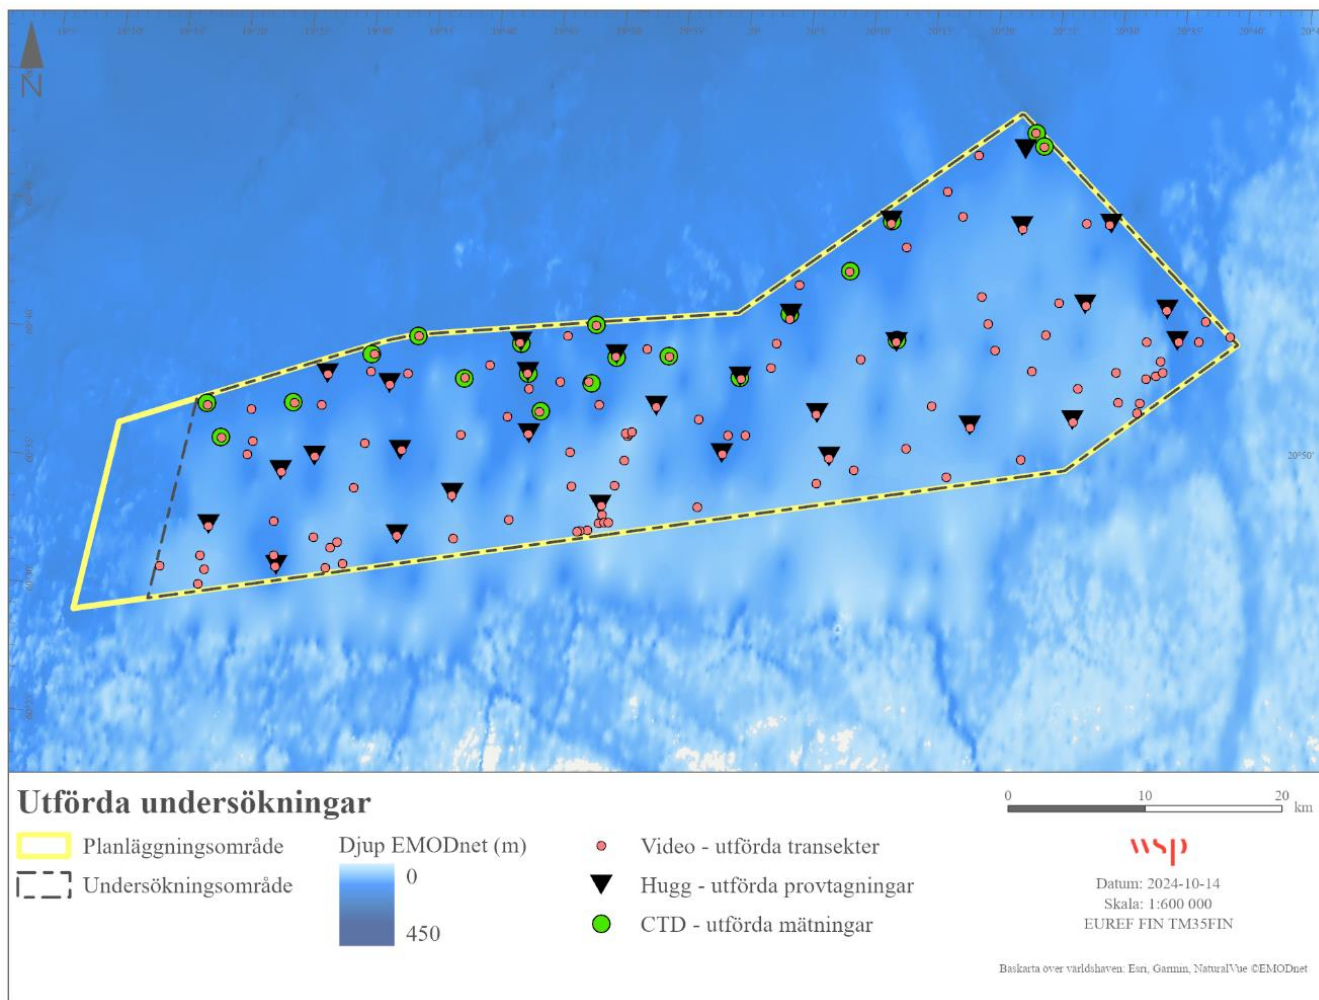 N
20°50'
Utförda undersökningar
Planläggningsområde
Undersökningsområde
Djup EMODnet (m)
0
450
Video - utförda transekter
Hugg - utförda provtagningar
CTD - utförda mätningar
0 10 20
km
wsp
Datum: 2024-10-14
Skala: 1:600 000
EUREF FIN TM35FIN
Baskarta över världshaven: Esri, Garmin, NaturalVue ©EMODnet